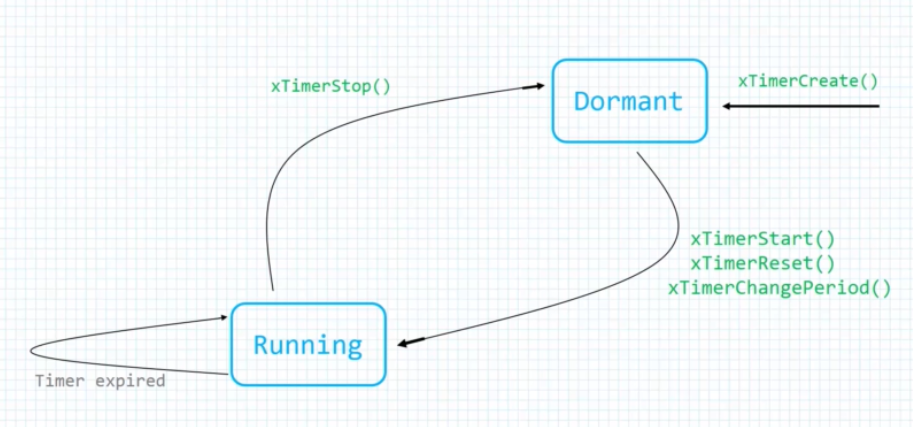 xTimerStop()
xTimerCreate()
Dormant
xTimerStart()
xTimerReset()
xTimerChangePeriod()
Running
Timer expired